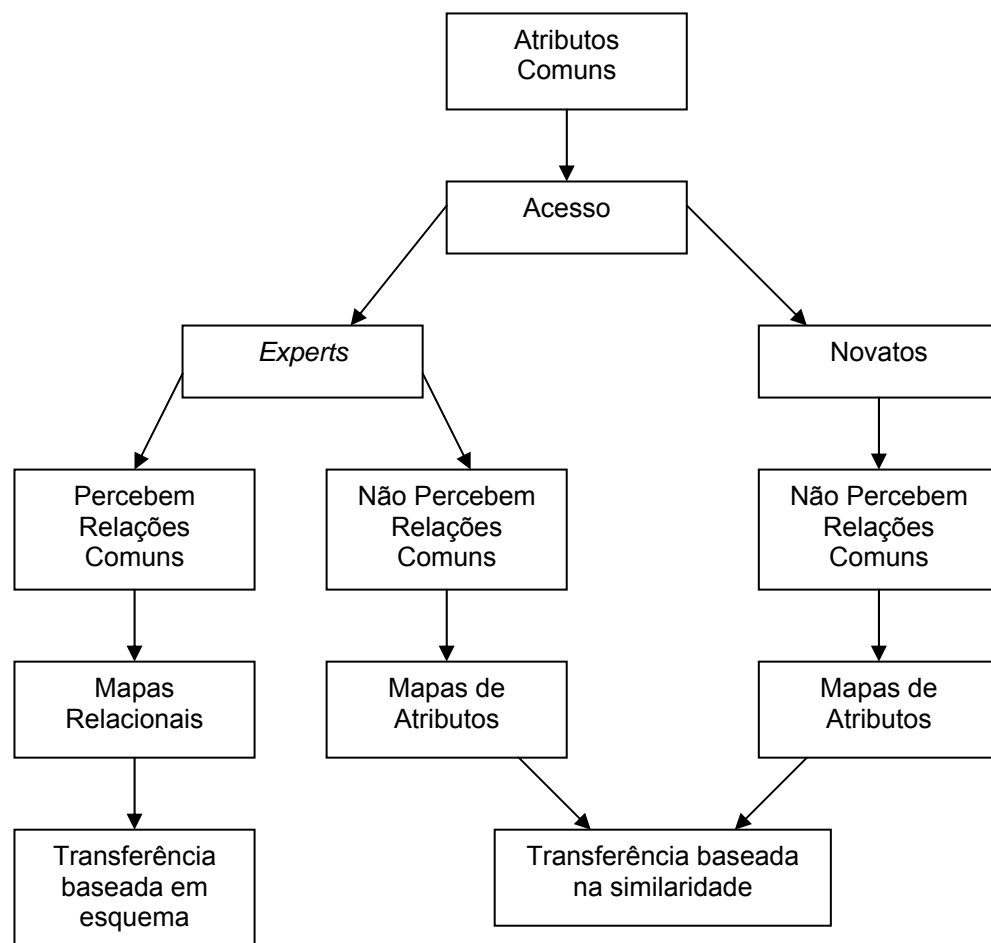 Atributos
Comuns
Acesso
Experts
Novatos
Percebem
Relações
Comuns
Não Percebem
Relações
Comuns
Não Percebem
Relações
Comuns
Mapas
Relacionais
Mapas de
Atributos
Mapas de
Atributos
Transferência
baseada em
esquema
Transferência baseada
na similaridade